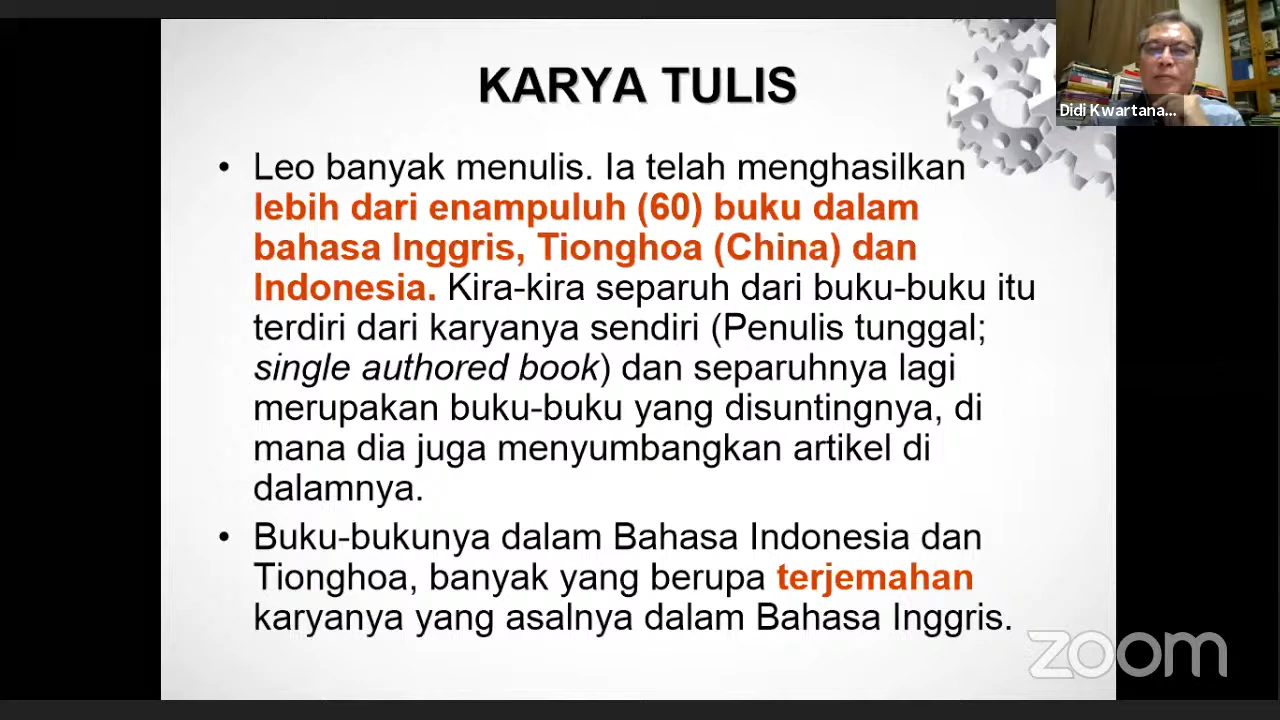 KARYA TULIS
Didi Kwartana...
• Leo banyak menulis. Ia telah menghasilkan
lebih dari enampuluh (60) buku dalam
bahasa Inggris, Tionghoa (China) dan
Indonesia. Kira-kira separuh dari buku-buku itu
terdiri dari karyanya sendiri (Penulis tunggal;
single authored book) dan separuhnya lagi
merupakan buku-buku yang disuntingnya, di
mana dia juga menyumbangkan artikel di
dalamnya.
• Buku-bukunya dalam Bahasa Indonesia dan
Tionghoa, banyak yang berupa terjemahan
karyanya yang asalnya dalam Bahasa Inggris.
zoom